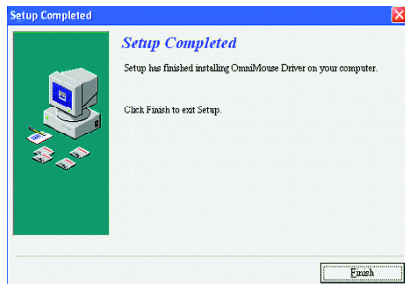 Setup Completed
Setup Completed
Setup has finished installing OmniMouse Driver on your computer.
Click Finish to exit Setup.
Finish